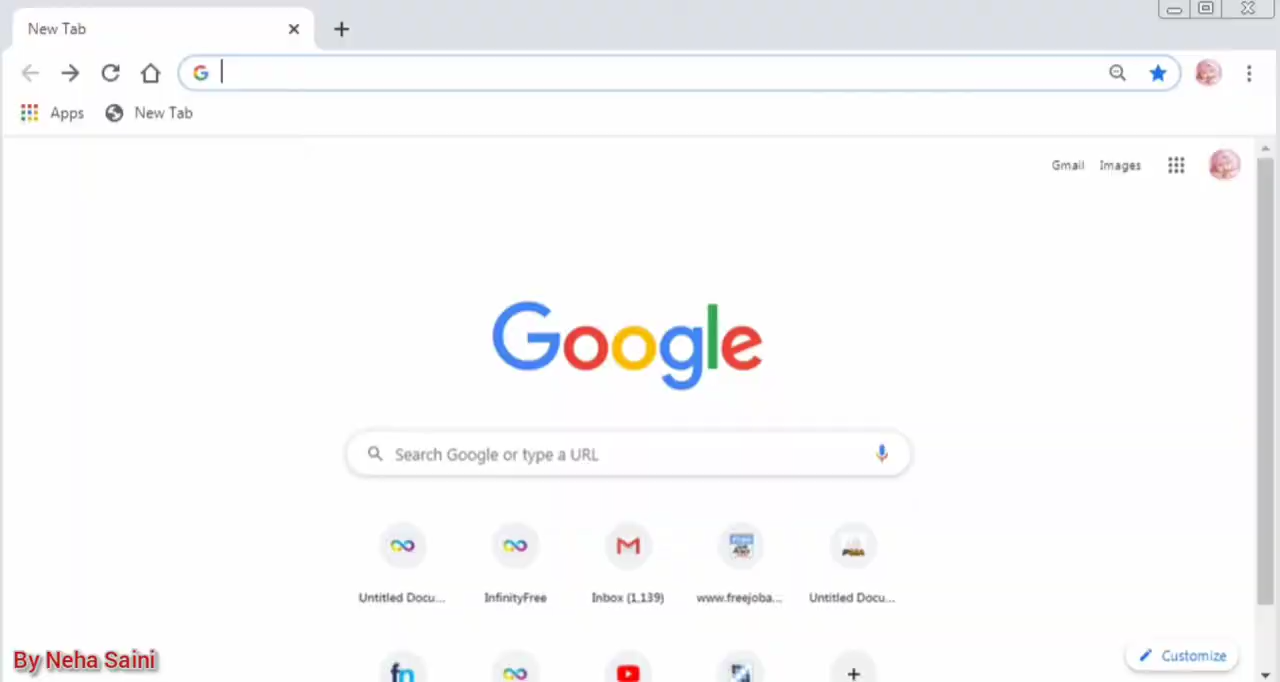 New Tab
Apps New Tab
Gmail Images
Google
Search Google or type a URL
Untitled Docu... InfinityFree Inbox (1,139) www.freejoba... Untitled Docu...
fn
Customize
By Neha Saini